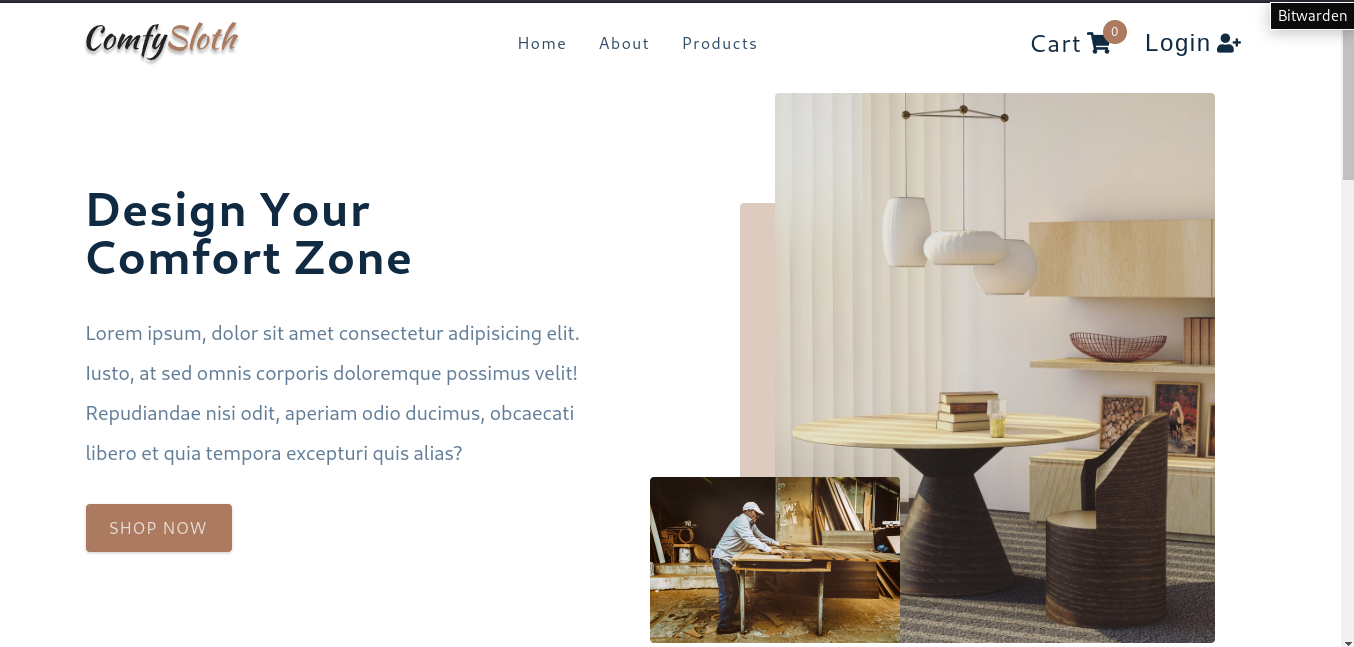 Bitwarden
ComfySloth
Home About Products
Cart 0 Login
Design Your
Comfort Zone
Lorem ipsum, dolor sit amet consectetur adipisicing elit.
Iusto, at sed omnis corporis doloremque possimus velit!
Repudiandae nisi odit, aperiam odio ducimus, obcaecati
libero et quia tempora excepturi quis alias?
SHOP NOW